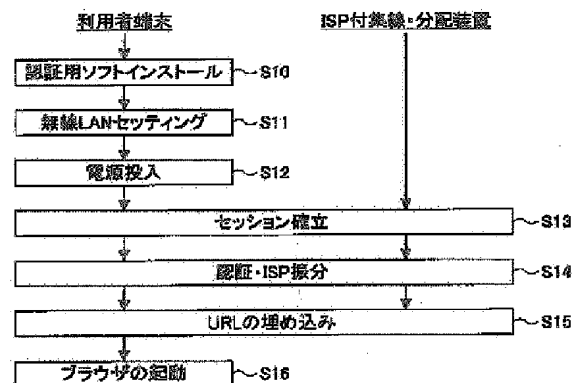 利用者端末 ISP付集線・分配装置
認証用ソフトインストール S10
無線LANセッティング S11
電源投入 S12
セッション確立 S13
認証・ISP振分 S14
URLの埋め込み S15
ブラウザの起動 S16